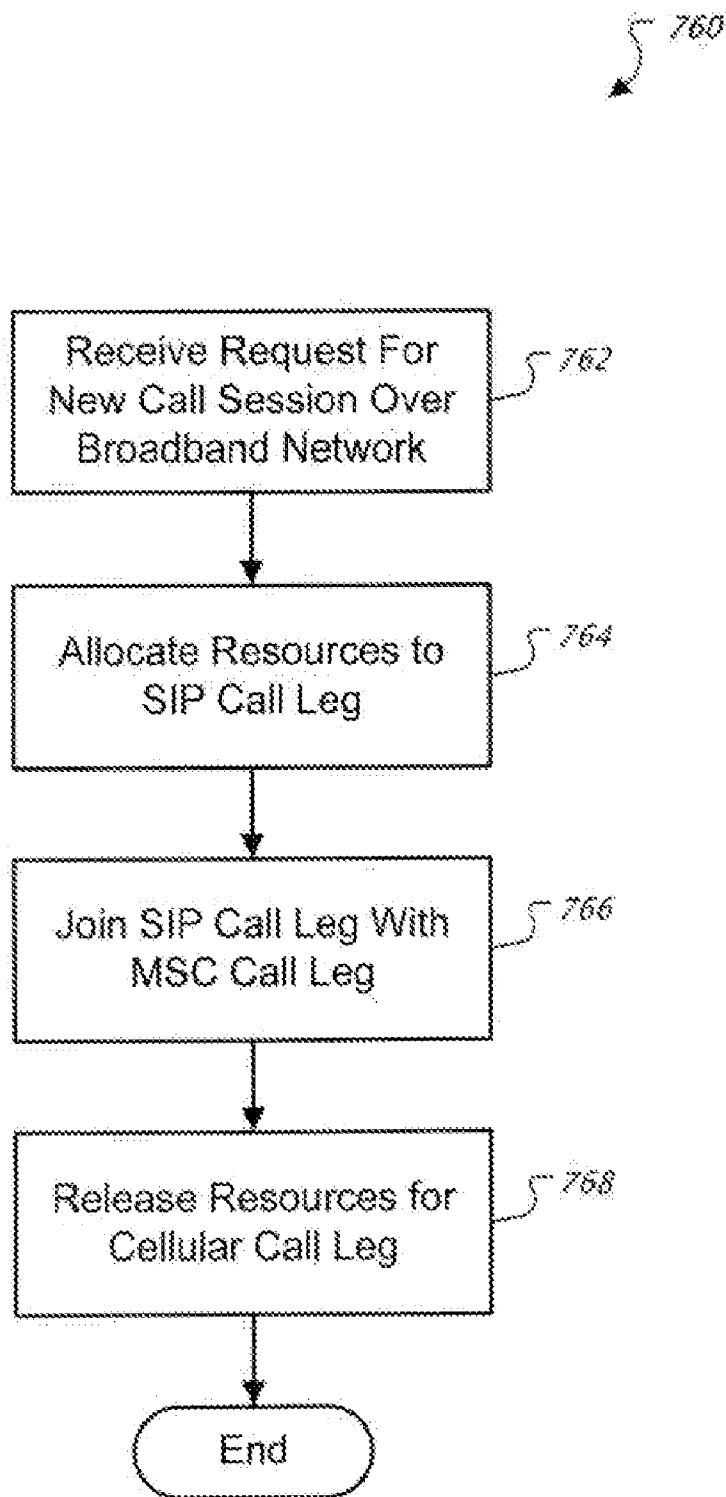 760
Receive Request For
New Call Session Over
Broadband Network
762
Allocate Resources to
SIP Call Leg
764
Join SIP Call Leg With
MSC Call Leg
766
Release Resources for
Cellular Call Leg
768
End